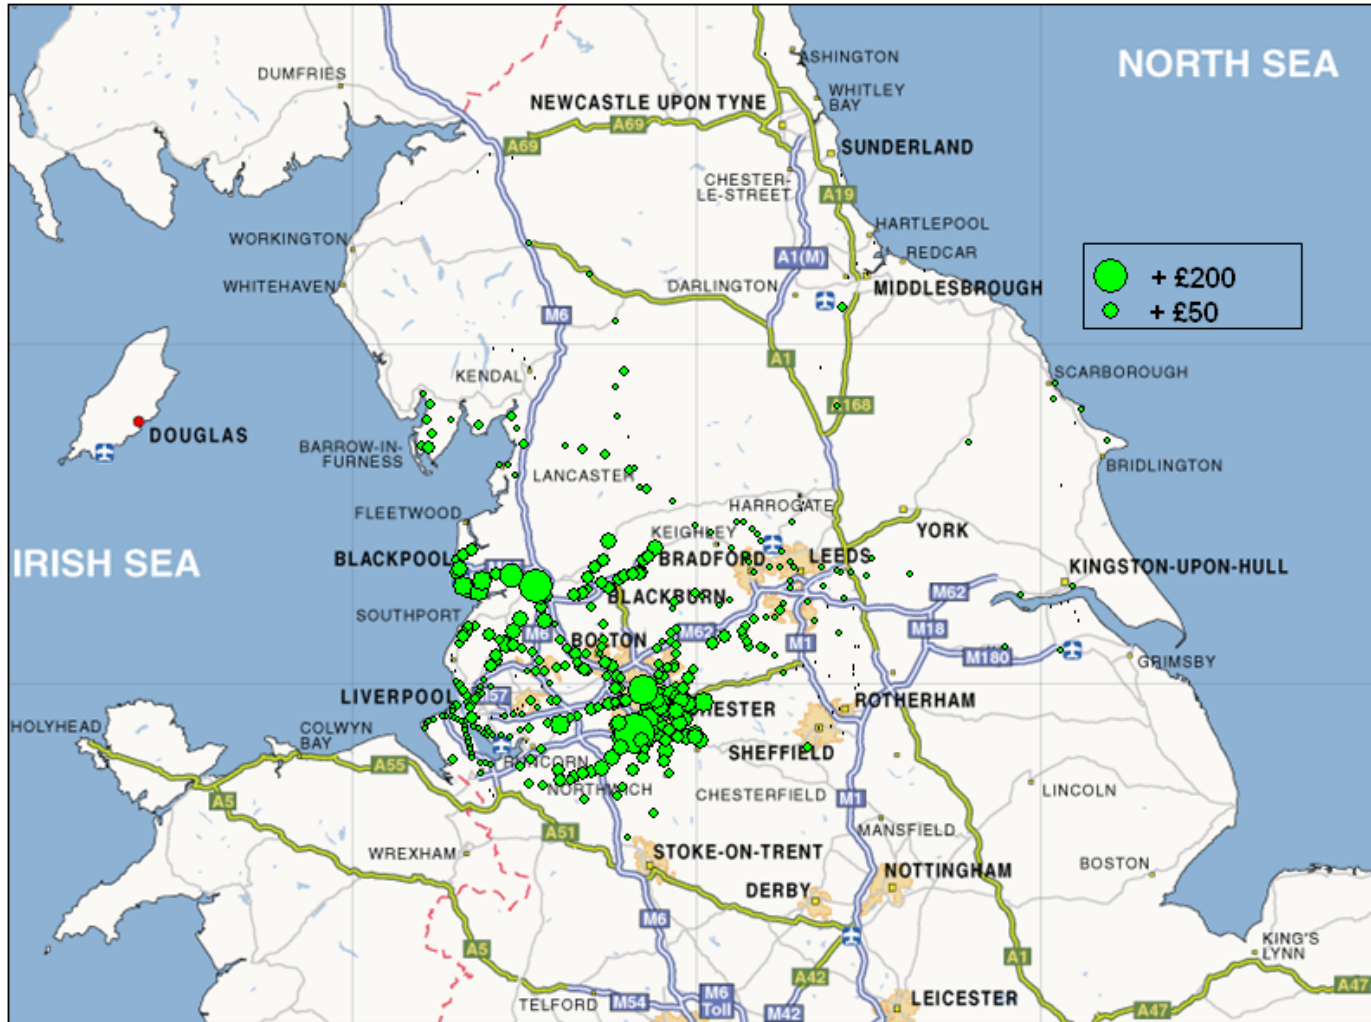 ASHINGTON
NORTH SEA
DUMFRIES
WHITLEY
BAY
NEWCASTLE UPON TYNE
A69
A69
SUNDERLAND
CHESTER-
LE-STREET
A19
HARTLEPOOL
WORKINGTON
REDCAR
A1(M)
+ £200
WHITEHAVEN
DARLINGTON
MIDDLESBROUGH
+ £50
M6
A1
KENDAL
SCARBOROUGH
A168
DOUGLAS
BARROW-IN-
FURNESS
BRIDLINGTON
LANCASTER
HARROGATE
FLEETWOOD
KEIGHLEY
YORK
IRISH SEA
BLACKPOOL
BRADFORD
LEEDS
KINGSTON-UPON-HULL
M62
BLACKBURN
SOUTHPORT
M6
BOLTON
M62
M18
M1
M180
GRIMSBY
LIVERPOOL
57
HOLYHEAD
COLWYN
BAY
CHESTER
ROTHERHAM
SHEFFIELD
A55
RUNCORN
A5
NORTHWICH
CHESTERFIELD
M1
LINCOLN
A51
MANSFIELD
WREXHAM
STOKE-ON-TRENT
BOSTON
DERBY
NOTTINGHAM
M6
A5
KING'S
LYNN
A1
A42
A47
TELFORD
M54
M6
Toll
M42
LEICESTER
A47